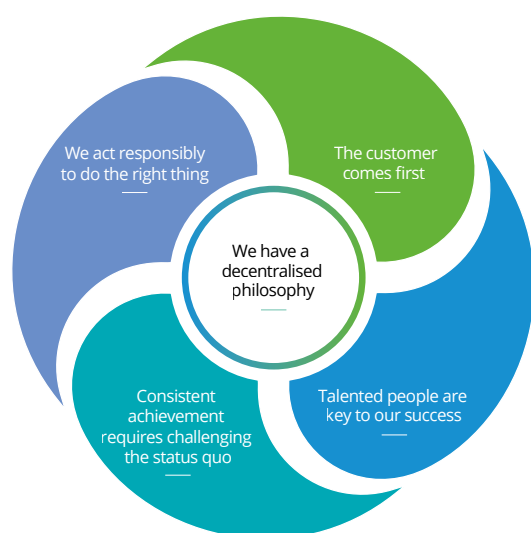 We act responsibly
to do the right thing
The customer
comes first
We have a
decentralised
philosophy
Consistent
achievement
requires challenging
the status quo
Talented people are
key to our success